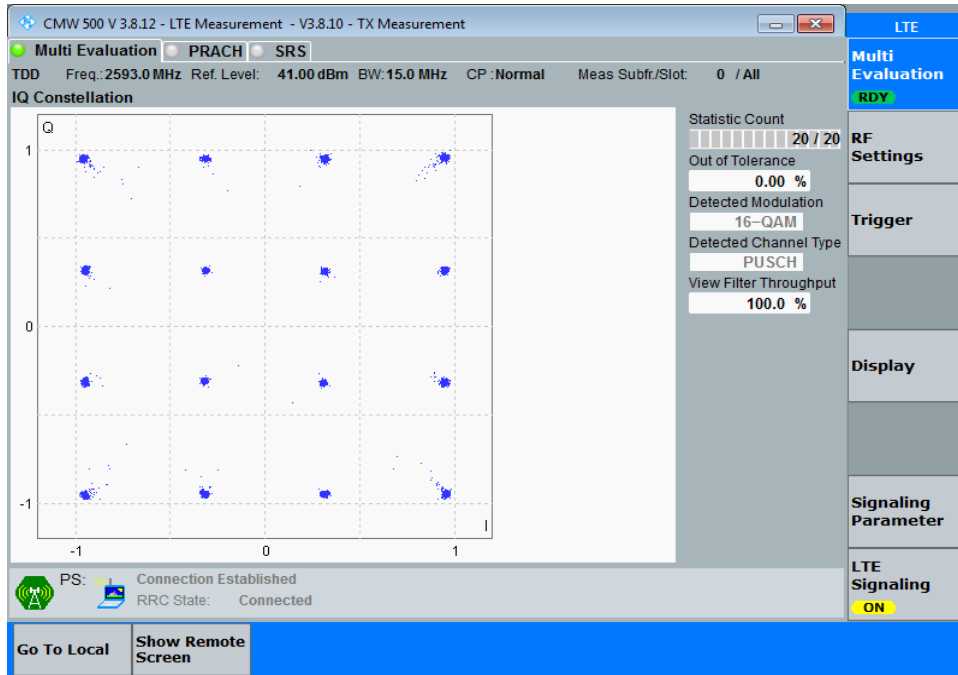 CMW 500 V 3.8.12 - LTE Measurement - V3.8.10 - TX Measurement
LTE
Multi Evaluation PRACH SRS
TDD Freq.: 2593.0 MHz Ref. Level: 41.00 dBm BW: 15.0 MHz CP : Normal Meas Subfr./Slot: 0 / All
IQ Constellation
Q
1
0
-1
I
-1 0 1
Statistic Count
20 / 20
Out of Tolerance
0.00 %
Detected Modulation
16-QAM
Detected Channel Type
PUSCH
View Filter Throughput
100.0 %
Multi
Evaluation
RDY
RF
Settings
Trigger
Display
Signaling
Parameter
LTE
Signaling
ON
PS: Connection Established
RRC State: Connected
Go To Local
Show Remote
Screen